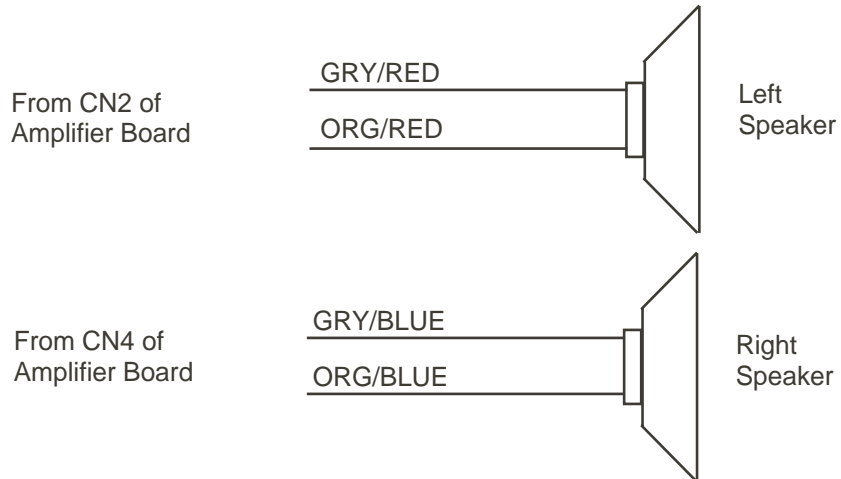 From CN2 of
Amplifier Board
GRY/RED
ORG/RED
Left
Speaker
From CN4 of
Amplifier Board
GRY/BLUE
ORG/BLUE
Right
Speaker